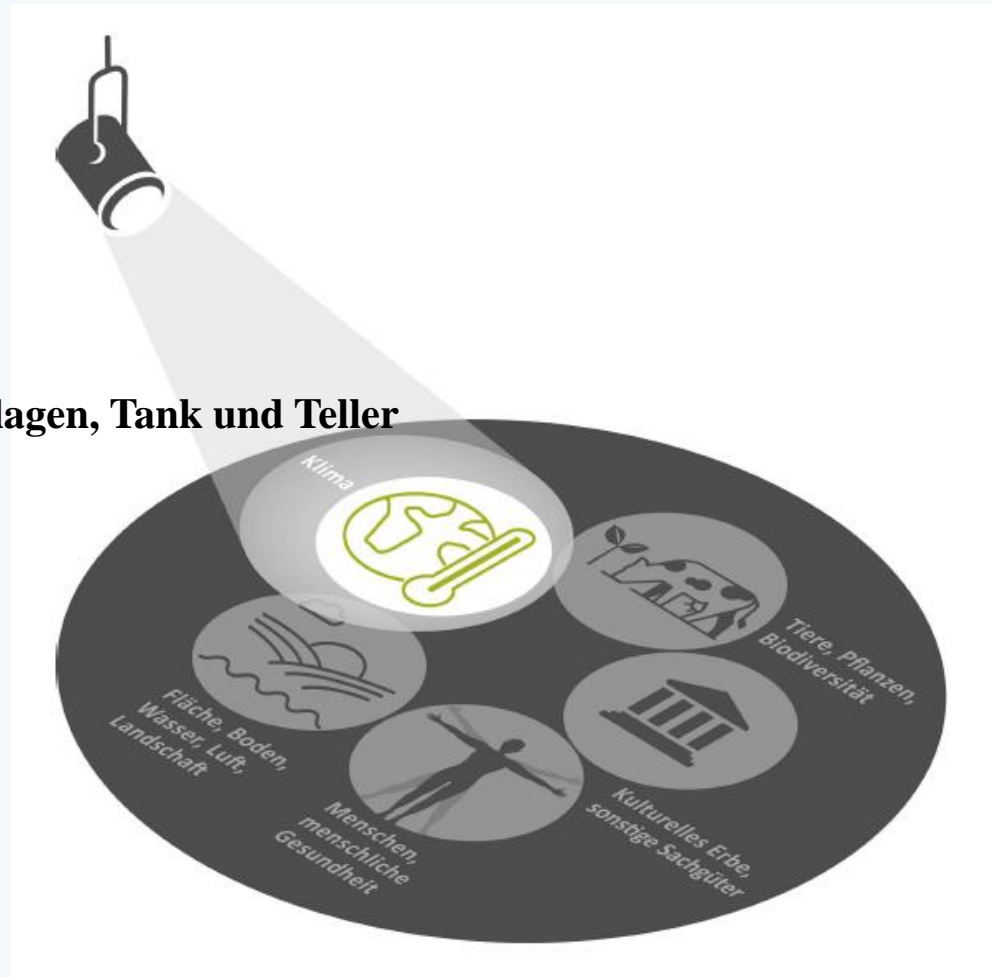 lagen, Tank und Teller
Klima
Tiere, Pflanzen,
Biodiversität
Fläche, Boden,
Wasser, Luft,
Landschaft
Kulturelles Erbe,
sonstige Sachgüter
Menschen,
menschliche
Gesundheit